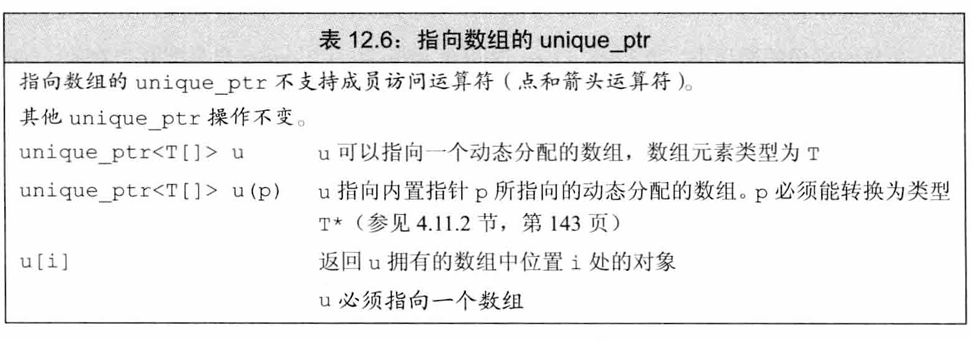 表 12.6：指向数组的 unique_ptr
指向数组的 unique_ptr 不支持成员访问运算符（点和箭头运算符）。
其他 unique_ptr 操作不变。
unique_ptr<T[]> u u 可以指向一个动态分配的数组，数组元素类型为 T
unique_ptr<T[]> u(p) u 指向内置指针 p 所指向的动态分配的数组。p 必须能转换为类型
T*（参见 4.11.2 节，第 143 页）
u[i] 返回 u 拥有的数组中位置 i 处的对象
u 必须指向一个数组